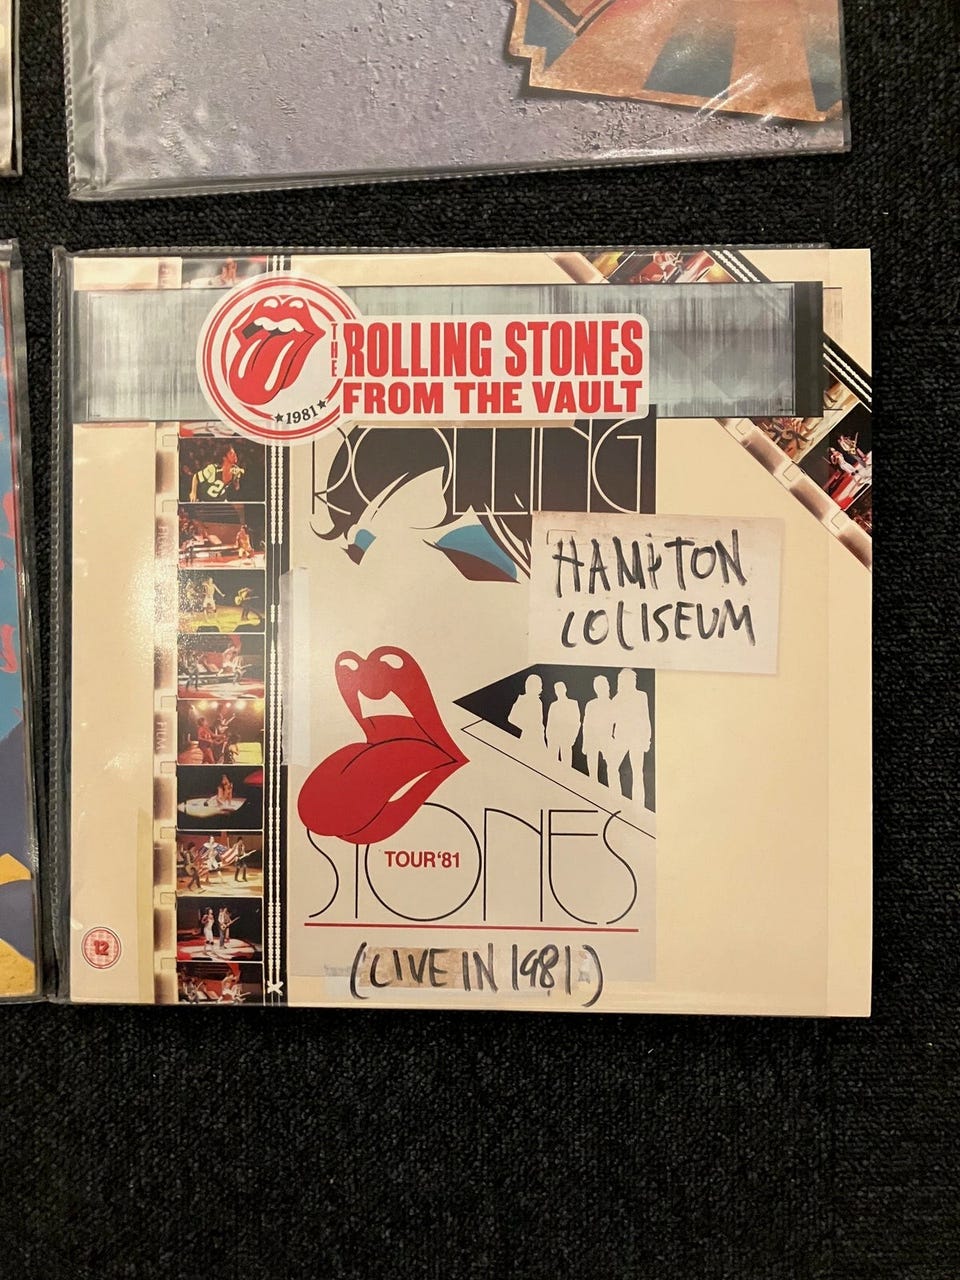 THE ROLLING STONES
FROM THE VAULT
★1981★
ROLLING
HAMPTON
COLISEUM
STONES
TOUR '81
(LIVE IN 1981)
12